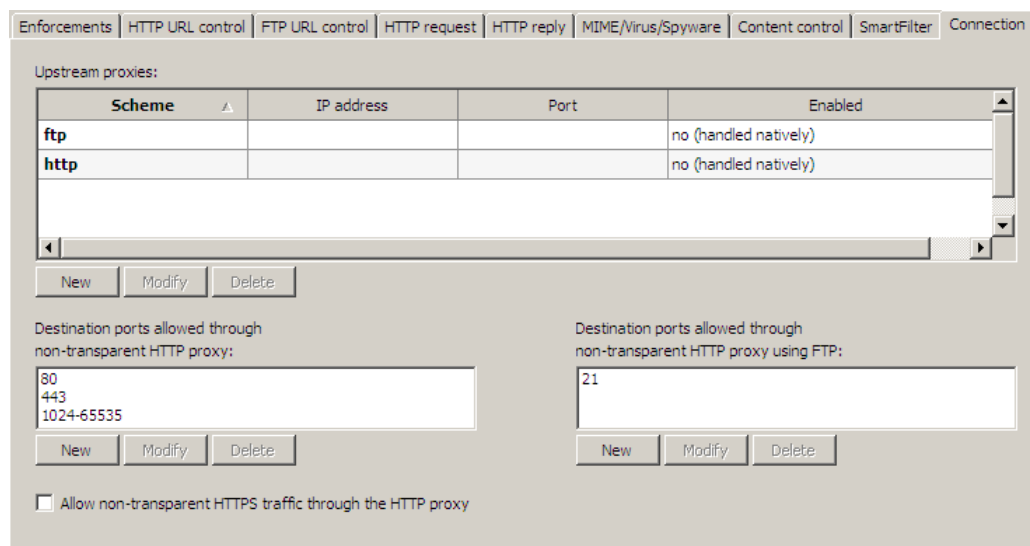 Enforcements HTTP URL control FTP URL control HTTP request HTTP reply MIME/Virus/Spyware Content control SmartFilter Connection
Upstream proxies:
Scheme IP address Port Enabled
ftp no (handled natively)
http no (handled natively)
New Modify Delete
Destination ports allowed through
non-transparent HTTP proxy:
80
443
1024-65535
New Modify Delete
Destination ports allowed through
non-transparent HTTP proxy using FTP:
21
New Modify Delete
Allow non-transparent HTTPS traffic through the HTTP proxy